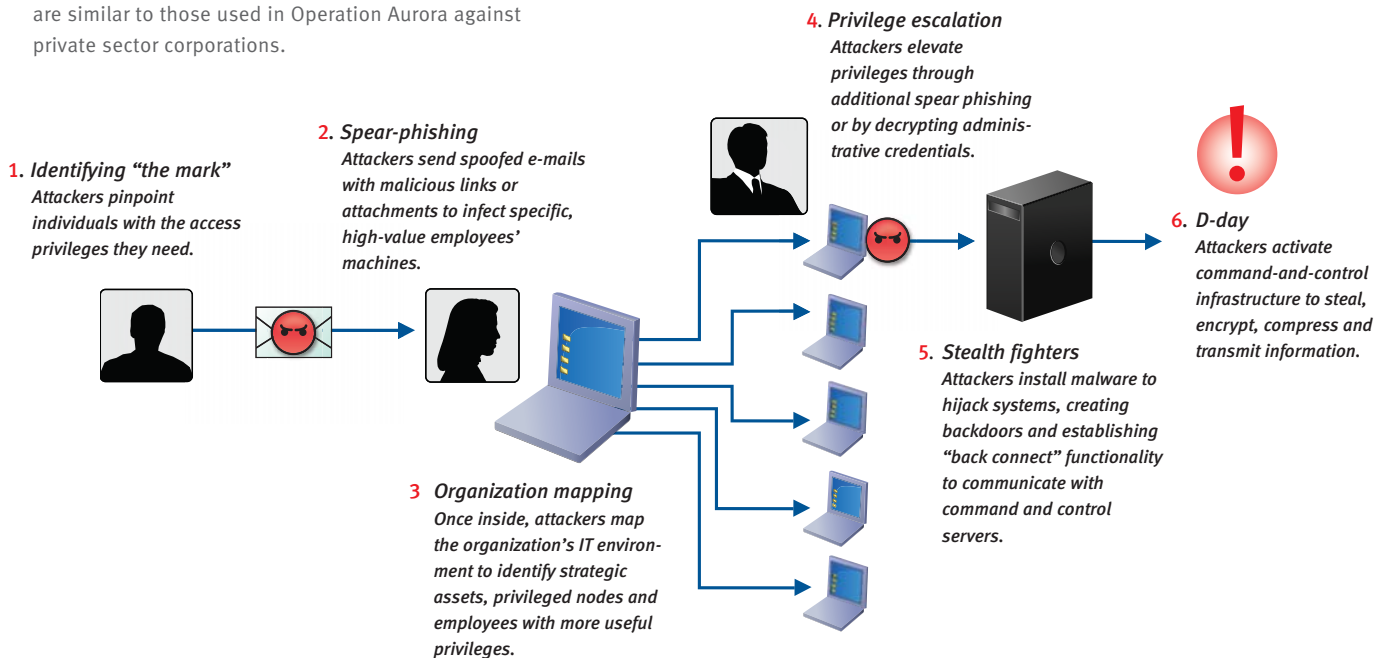 are similar to those used in Operation Aurora against
private sector corporations.
1. Identifying “the mark”
Attackers pinpoint
individuals with the access
privileges they need.
2. Spear-phishing
Attackers send spoofed e-mails
with malicious links or
attachments to infect specific,
high-value employees’
machines.
3 Organization mapping
Once inside, attackers map
the organization’s IT environ-
ment to identify strategic
assets, privileged nodes and
employees with more useful
privileges.
4. Privilege escalation
Attackers elevate
privileges through
additional spear phishing
or by decrypting adminis-
trative credentials.
5. Stealth fighters
Attackers install malware to
hijack systems, creating
backdoors and establishing
“back connect” functionality
to communicate with
command and control
servers.
6. D-day
Attackers activate
command-and-control
infrastructure to steal,
encrypt, compress and
transmit information.